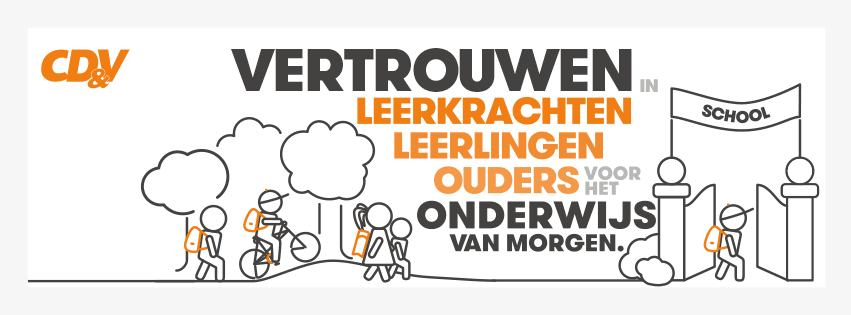 CD&V
VERTROUWEN IN
LEERKRACHTEN
LEERLINGEN
OUDERS VOOR HET
ONDERWIJS
VAN MORGEN.
SCHOOL